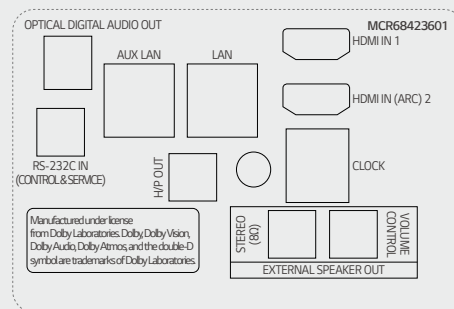 OPTICAL DIGITAL AUDIO OUT
MCR68423601
HDMI IN 1
AUX LAN
LAN
HDMI IN (ARC) 2
RS-232C IN
(CONTROL & SERVICE)
H/P OUT
CLOCK
Manufactured under license
from Dolby Laboratories. Dolby, Dolby Vision,
Dolby Audio, Dolby Atmos, and the double-D
symbol are trademarks of Dolby Laboratories.
STEREO
(8Ω)
VOLUME
CONTROL
EXTERNAL SPEAKER OUT